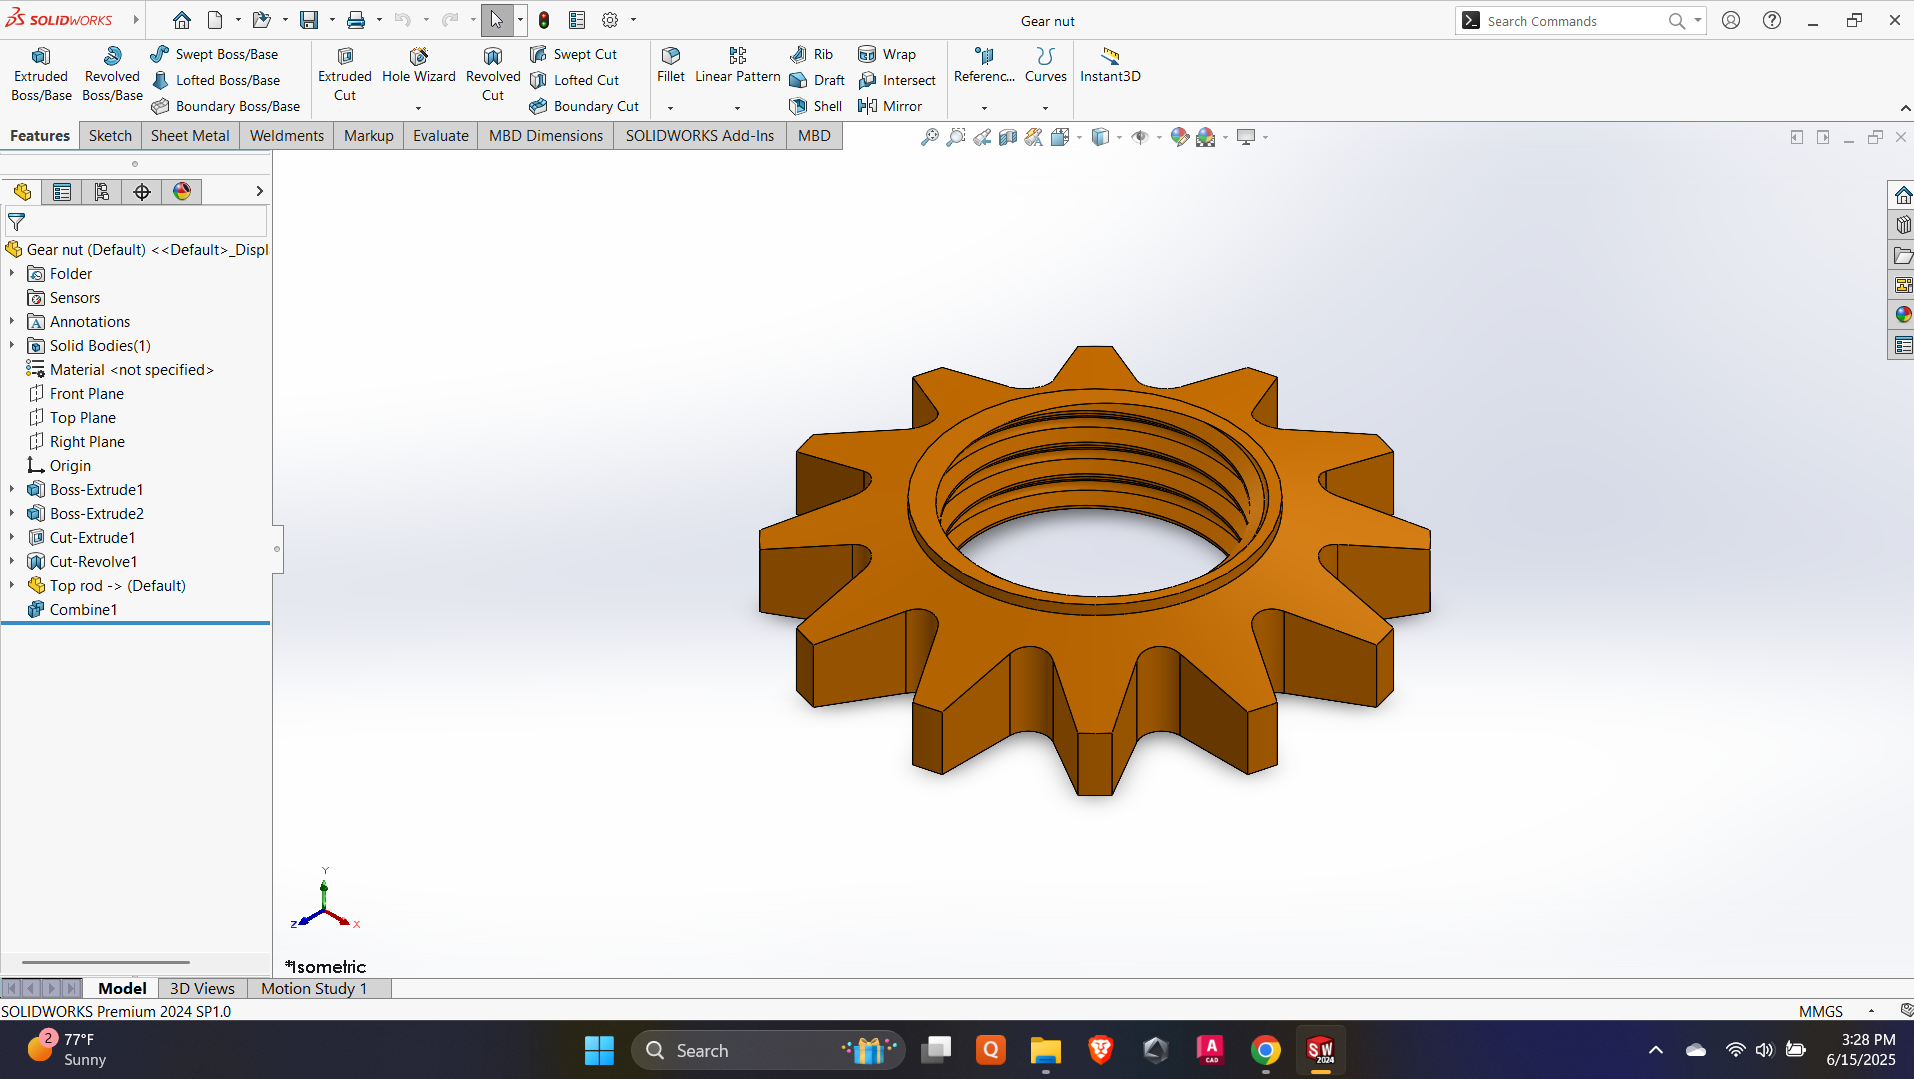 SOLIDWORKS
Gear nut
Search Commands
Extruded Boss/Base
Revolved Boss/Base
Swept Boss/Base
Lofted Boss/Base
Boundary Boss/Base
Extruded Cut
Hole Wizard
Revolved Cut
Swept Cut
Lofted Cut
Boundary Cut
Fillet
Linear Pattern
Rib
Draft
Shell
Wrap
Intersect
Mirror
Referenc...
Curves
Instant3D
Features
Sketch
Sheet Metal
Weldments
Markup
Evaluate
MBD Dimensions
SOLIDWORKS Add-Ins
MBD
Gear nut (Default) <<Default>_Displ
Folder
Sensors
Annotations
Solid Bodies(1)
Material <not specified>
Front Plane
Top Plane
Right Plane
Origin
Boss-Extrude1
Boss-Extrude2
Cut-Extrude1
Cut-Revolve1
Top rod -> (Default)
Combine1
Y
Z
X
*Isometric
Model
3D Views
Motion Study 1
SOLIDWORKS Premium 2024 SP1.0
MMGS
2
77°F
Sunny
Search
Q
A
CAD
SW
2024
3:28 PM
6/15/2025